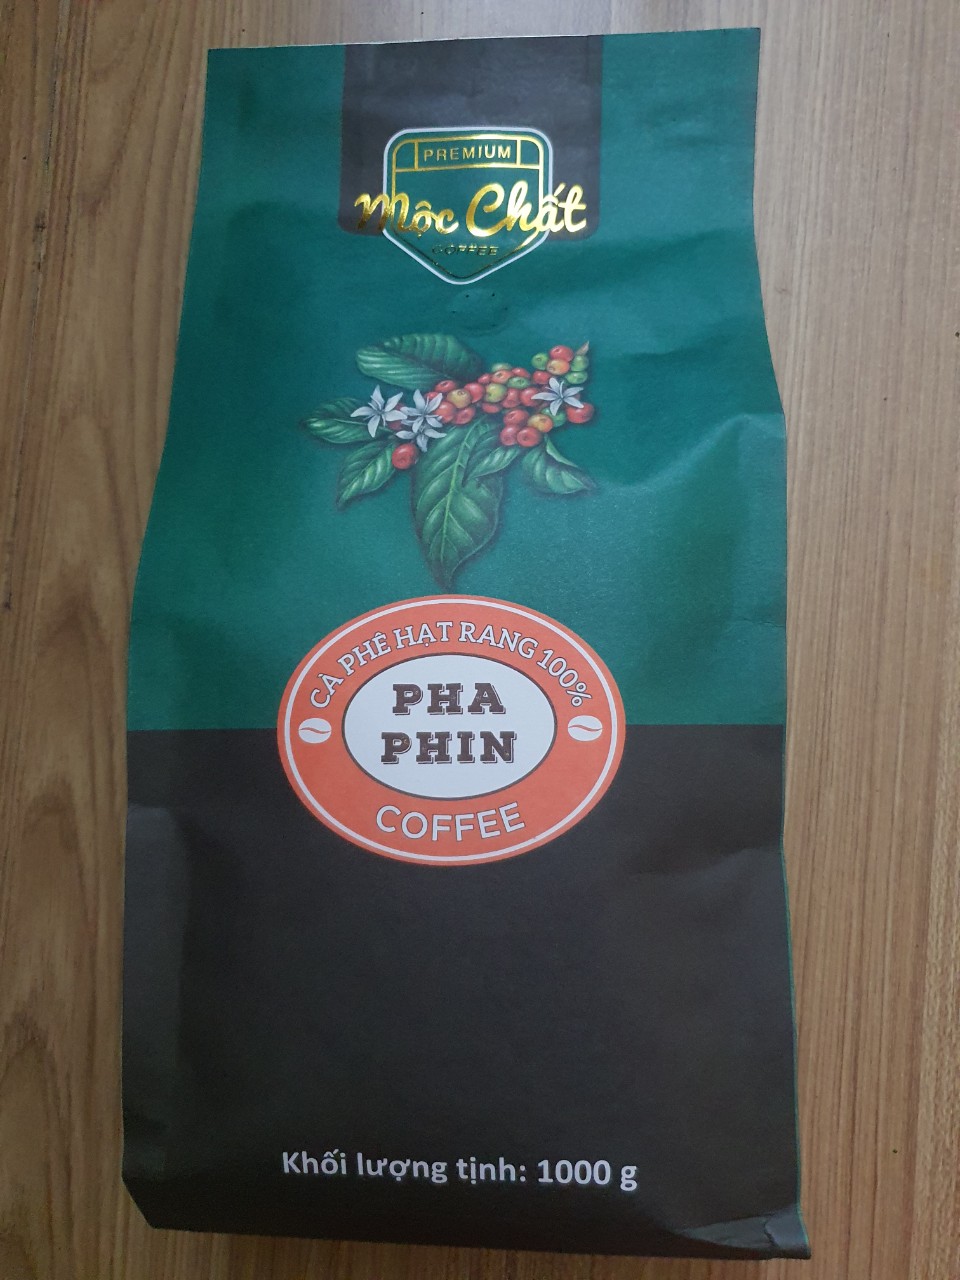 PREMIUM
Mộc Chất
COFFEE
CÀ PHÊ HẠT RANG 100%
PHA
PHIN
COFFEE
Khối lượng tịnh: 1000 g